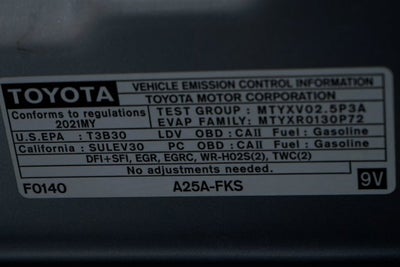 TOYOTA VEHICLE EMISSION CONTROL INFORMATION
TOYOTA MOTOR CORPORATION
Conforms to regulations TEST GROUP : MTYXV02.5P3A
2021MY EVAP FAMILY: MTYXR0130P72
U.S.EPA : T3B30 LDV OBD : CAII Fuel : Gasoline
California : SULEV30 PC OBD : CAII Fuel : Gasoline
DFI+SFI, EGR, EGRC, WR-HO2S(2), TWC(2)
No adjustments needed.
F0140 A25A-FKS 9V